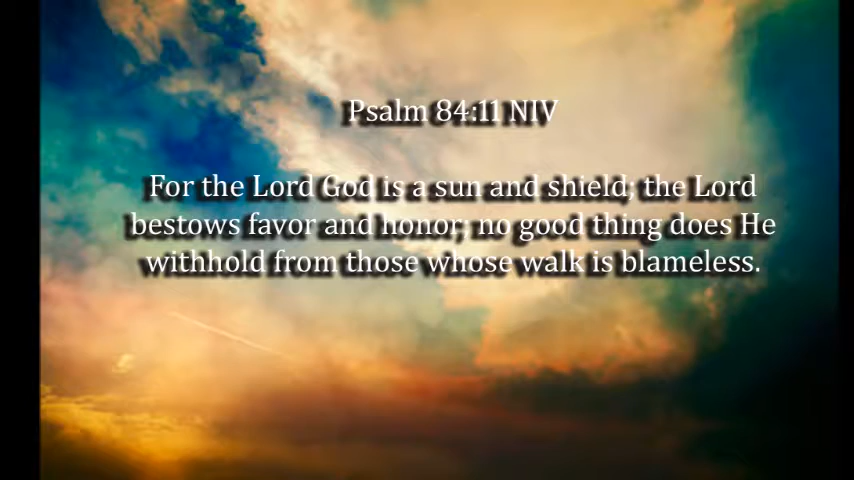 Psalm 84:11 NIV
For the Lord God is a sun and shield; the Lord
bestows favor and honor; no good thing does He
withhold from those whose walk is blameless.